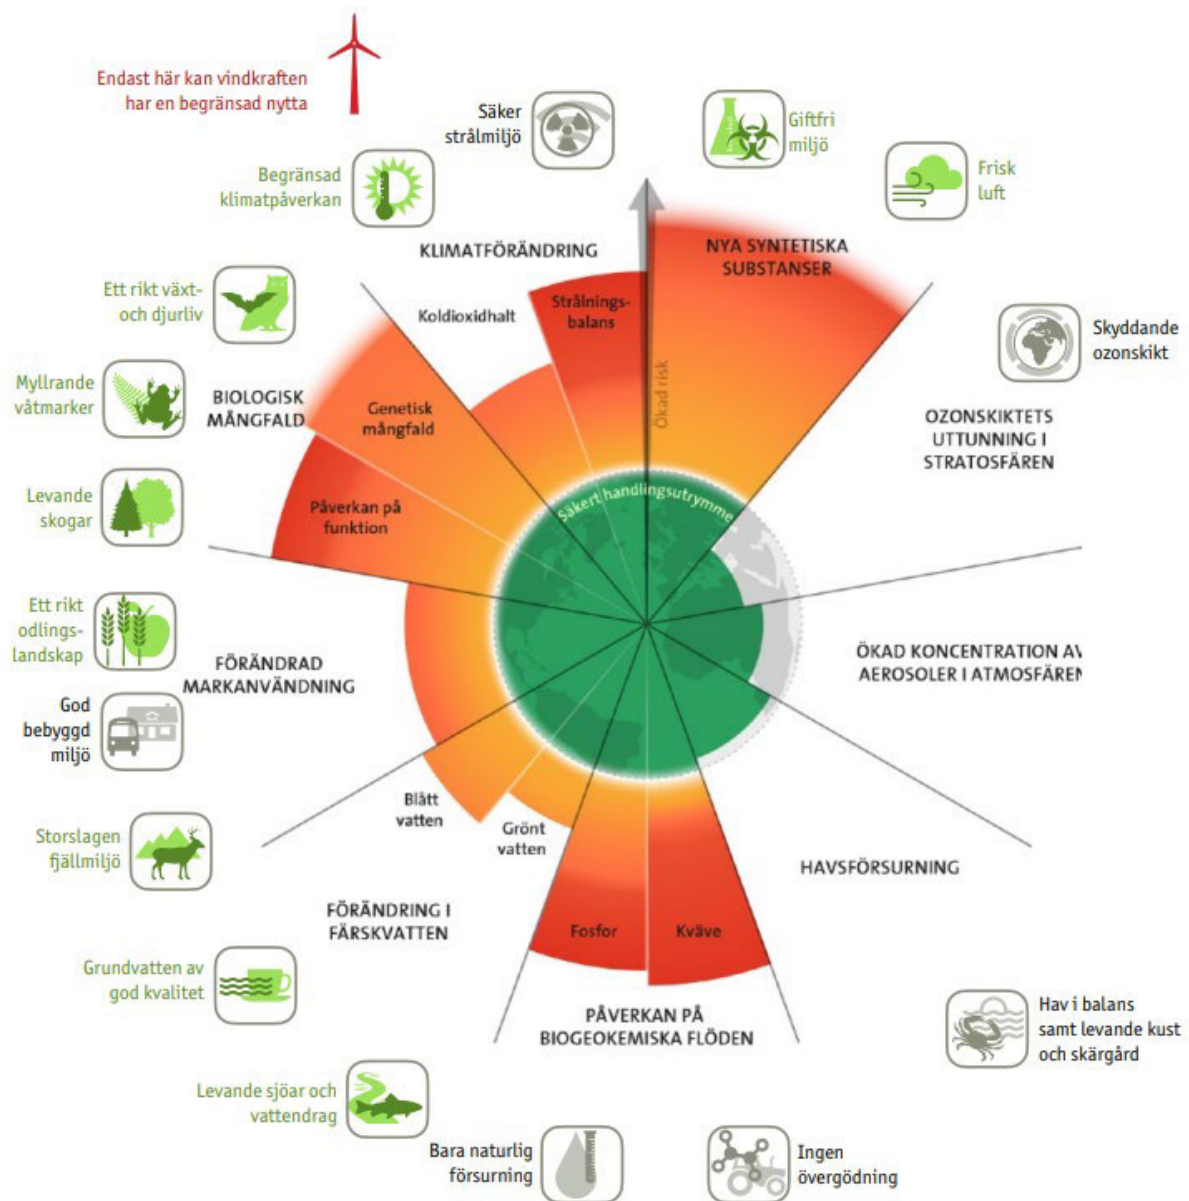 Endast här kan vindkraften
har en begränsad nytta
Säker
strålmiljö
Giftfri
miljö
Begränsad
klimatpåverkan
Frisk
luft
KLIMATFÖRÄNDRING
NYA SYNTETISKA
SUBSTANSER
Ett rikt växt-
och djurliv
Koldioxidhalt
Strålnings-
balans
Skyddande
ozonskikt
Ökad risk
Myllrande
våtmarker
BIOLOGISK
MÅNGFALD
Genetisk
mångfald
OZONSKIKTETS
UTTUNNING I
STRATOSFÄREN
Levande
skogar
Påverkan på
funktion
Säkert handlingsutrymme
Ett rikt
odlings-
landskap
FÖRÄNDRAD
MARKANVÄNDNING
ÖKAD KONCENTRATION AV
AEROSOLER I ATMOSFÄREN
God
bebyggd
miljö
Blått
vatten
Grönt
vatten
Storslagen
fjällmiljö
HAVSFÖRSURNING
FÖRÄNDRING I
FÄRSKVATTEN
Fosfor
Kväve
Grundvatten av
god kvalitet
PÅVERKAN PÅ
BIOGEOKEMISKA FLÖDEN
Hav i balans
samt levande kust
och skärgård
Levande sjöar och
vattendrag
Bara naturlig
försurning
Ingen
övergödning